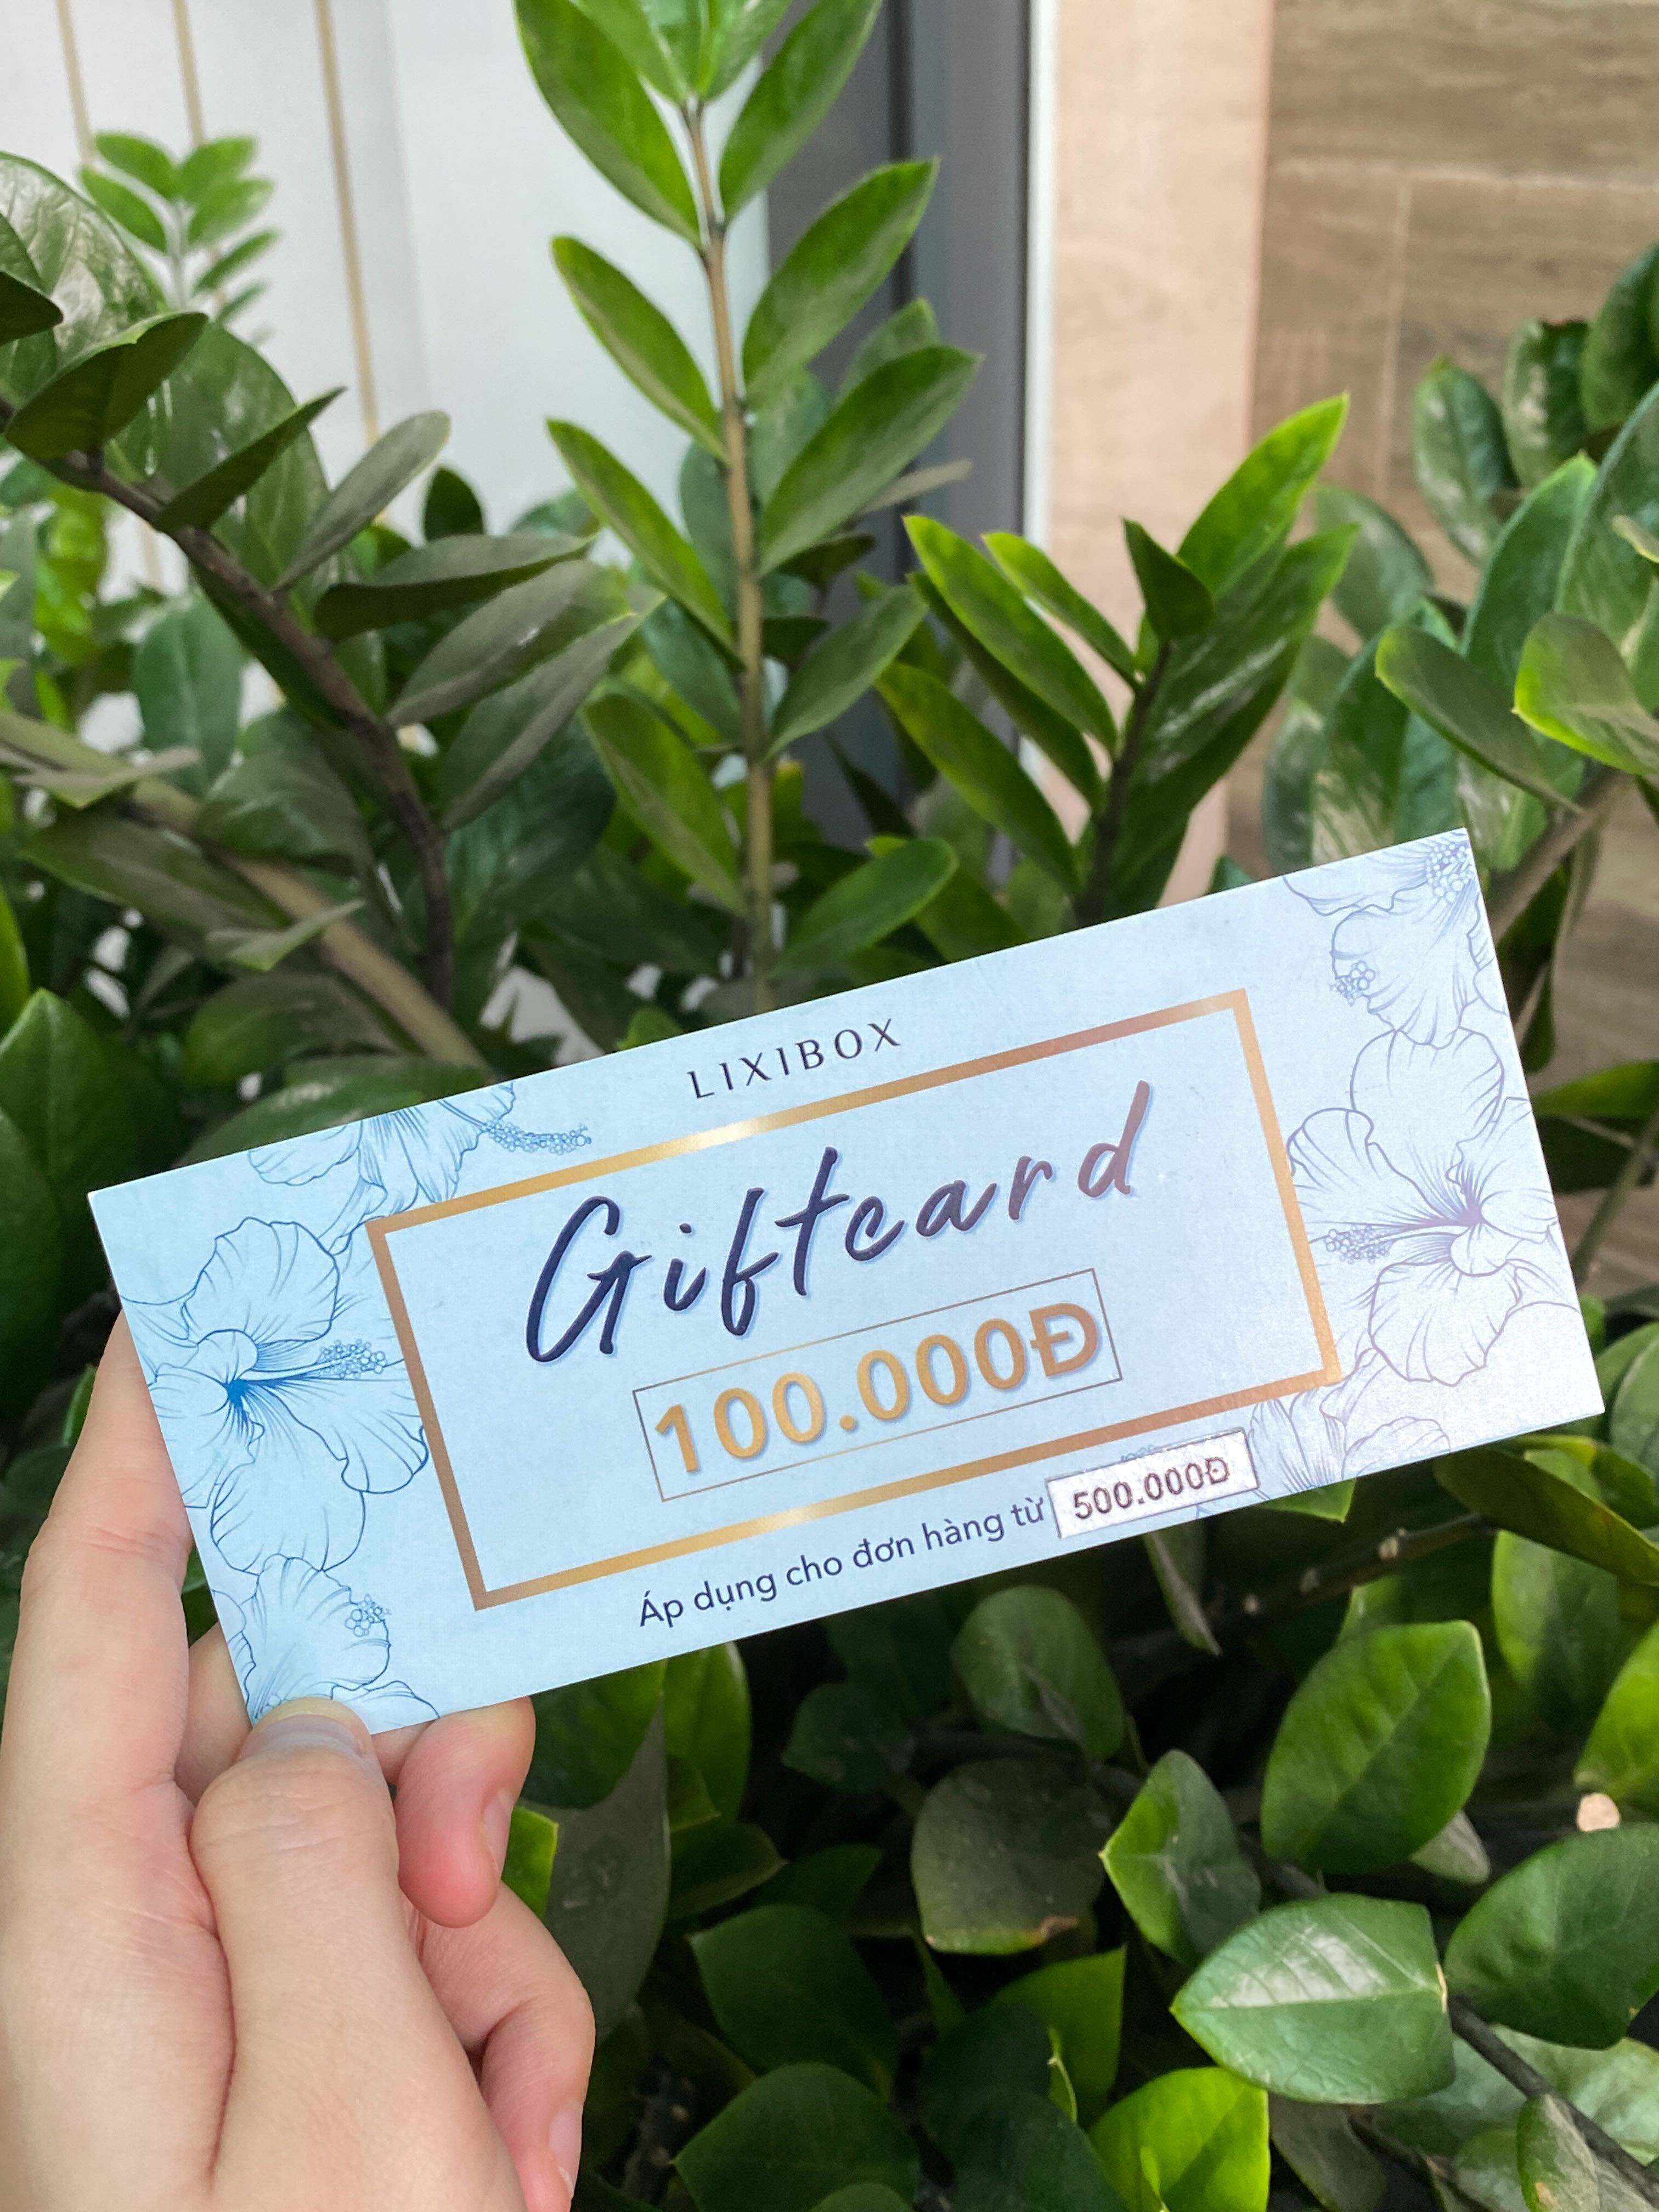 LIXIBOX
Giftcard
100.000Đ
Áp dụng cho đơn hàng từ 500.000Đ